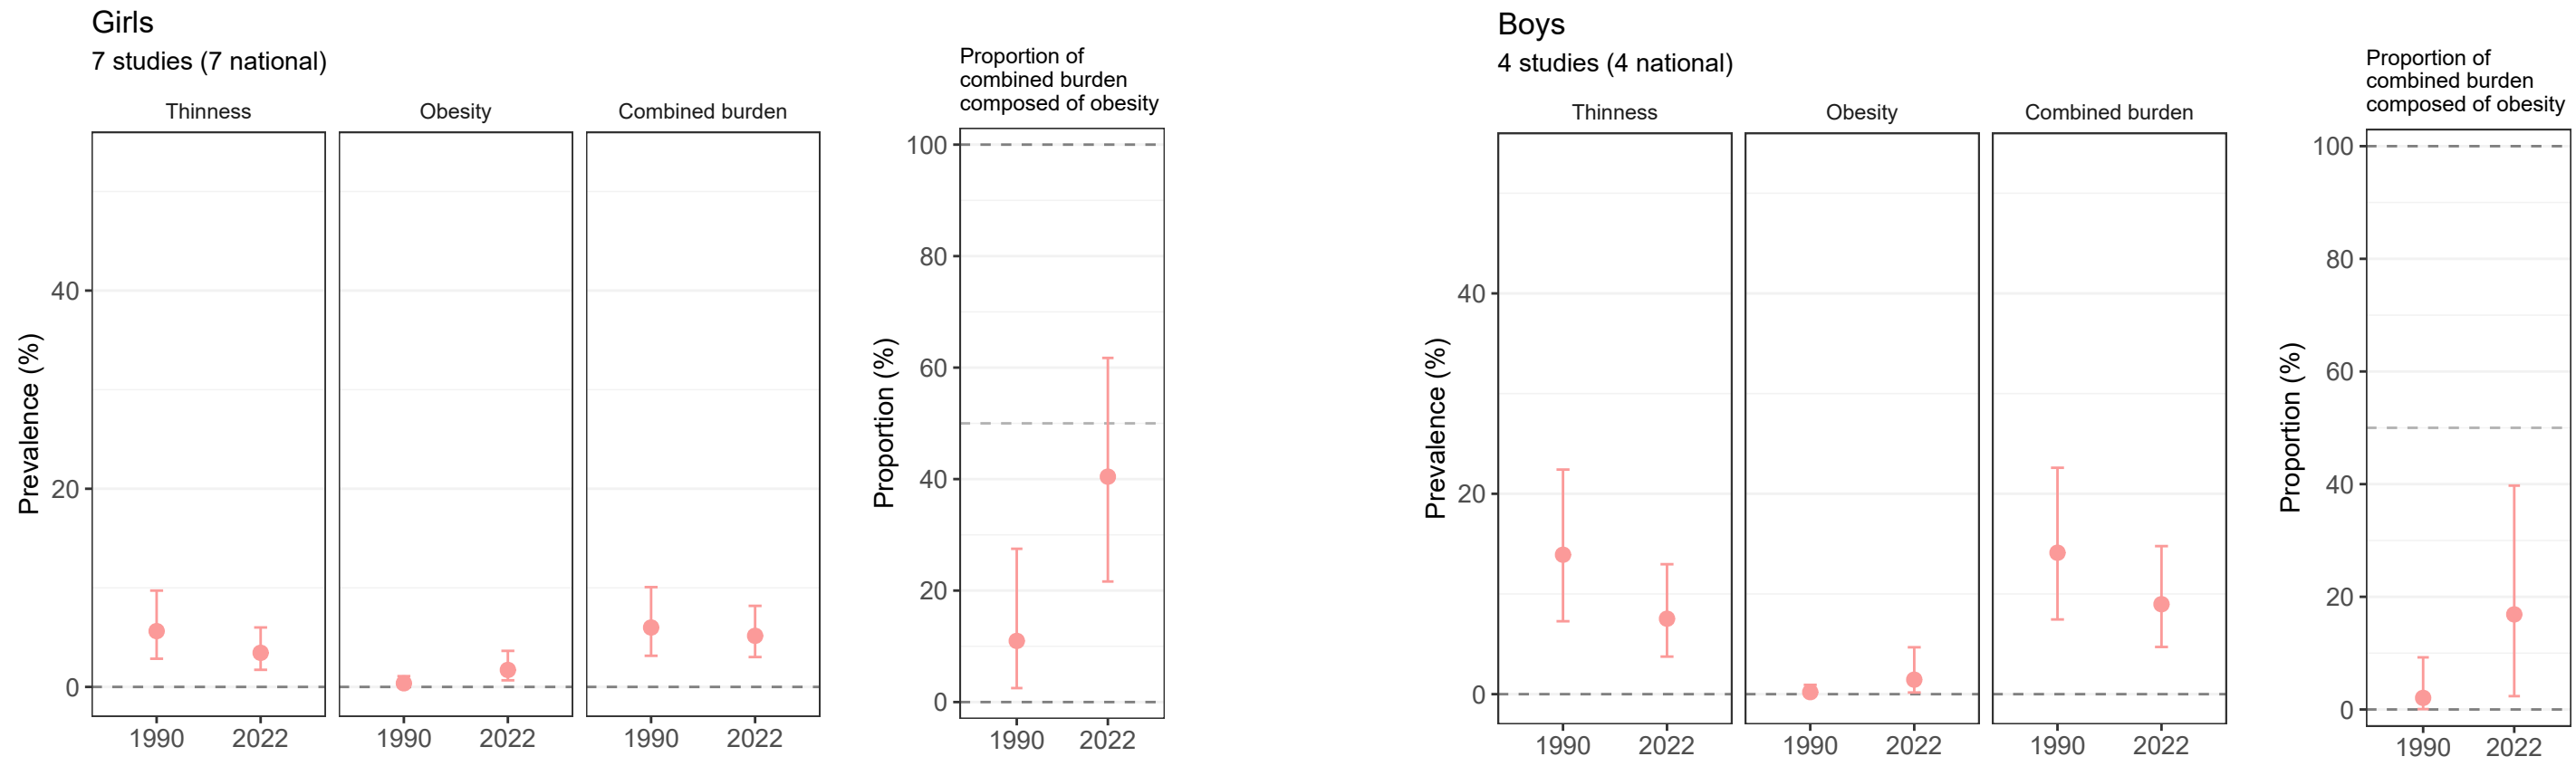 Girls
7 studies (7 national)
Thinness
Obesity
Combined burden
Prevalence (%)
40
20
0
1990
2022
1990
2022
1990
2022
Proportion of
combined burden
composed of obesity
Proportion (%)
100
80
60
40
20
0
1990
2022
Boys
4 studies (4 national)
Thinness
Obesity
Combined burden
Prevalence (%)
40
20
0
1990
2022
1990
2022
1990
2022
Proportion of
combined burden
composed of obesity
Proportion (%)
100
80
60
40
20
0
1990
2022